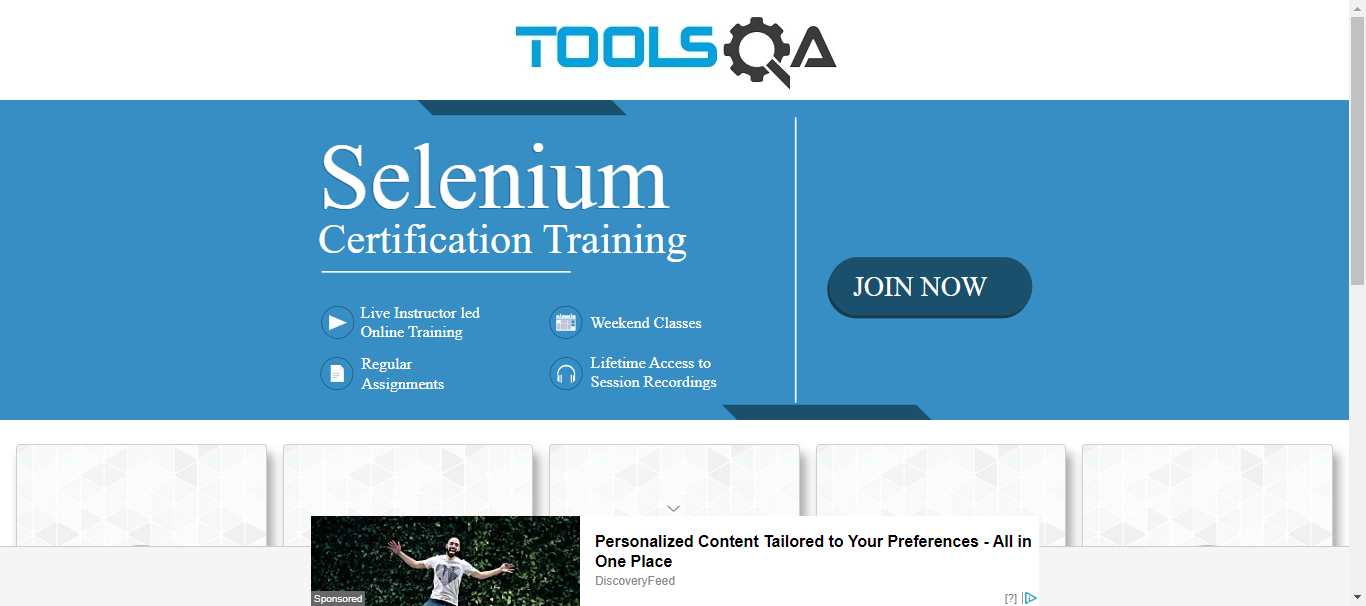 TOOLSQA
Selenium
Certification Training
JOIN NOW
Live Instructor led
Online Training
Weekend Classes
Regular
Assignments
Lifetime Access to
Session Recordings
Personalized Content Tailored to Your Preferences - All in
One Place
DiscoveryFeed
Sponsored
[?]